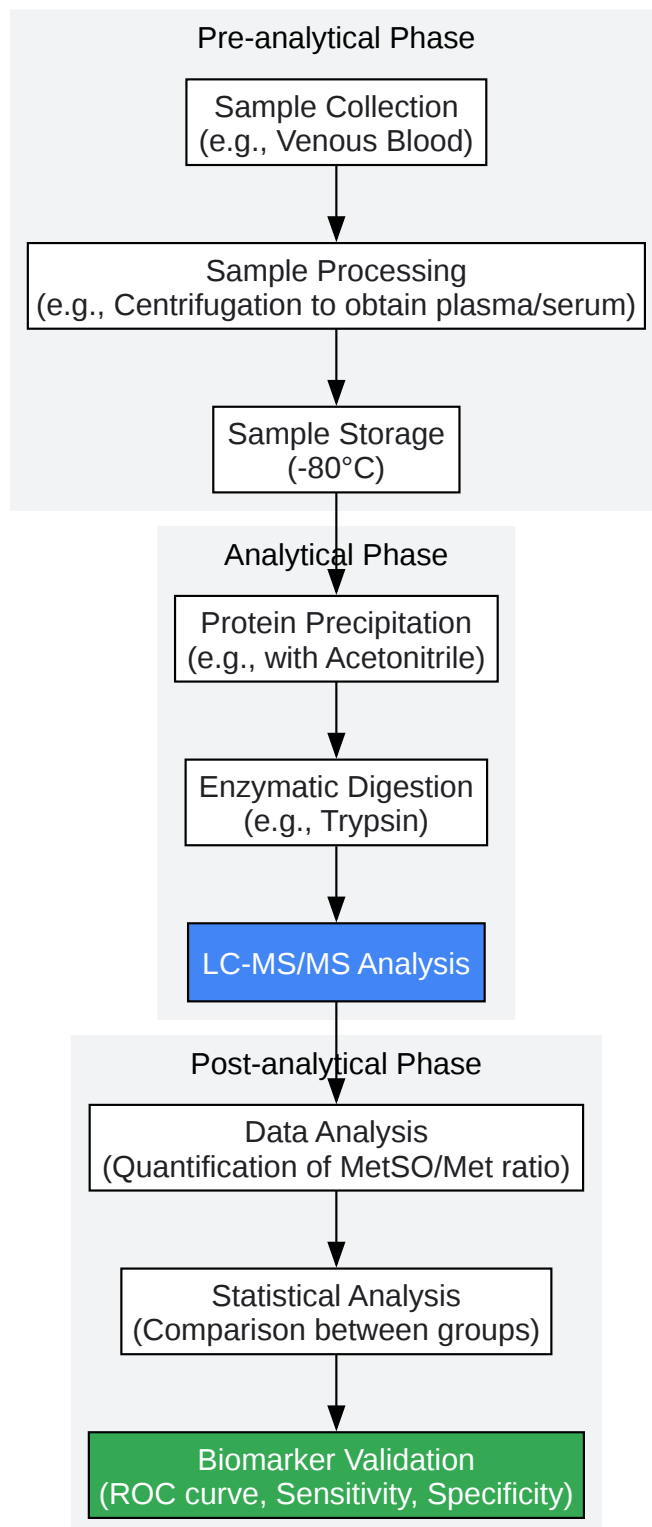 Pre-analytical Phase
Sample Collection
(e.g., Venous Blood)
Sample Processing
(e.g., Centrifugation to obtain plasma/serum)
Sample Storage
(-80°C)
Analytical Phase
Protein Precipitation
(e.g., with Acetonitrile)
Enzymatic Digestion
(e.g., Trypsin)
LC-MS/MS Analysis
Post-analytical Phase
Data Analysis
(Quantification of MetSO/Met ratio)
Statistical Analysis
(Comparison between groups)
Biomarker Validation
(ROC curve, Sensitivity, Specificity)